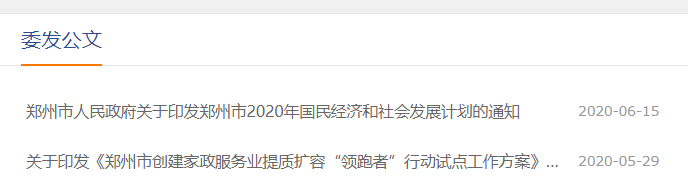 委发公文
郑州市人民政府关于印发郑州市2020年国民经济和社会发展计划的通知 2020-06-15
关于印发《郑州市创建家政服务业提质扩容“领跑者”行动试点工作方案》... 2020-05-29